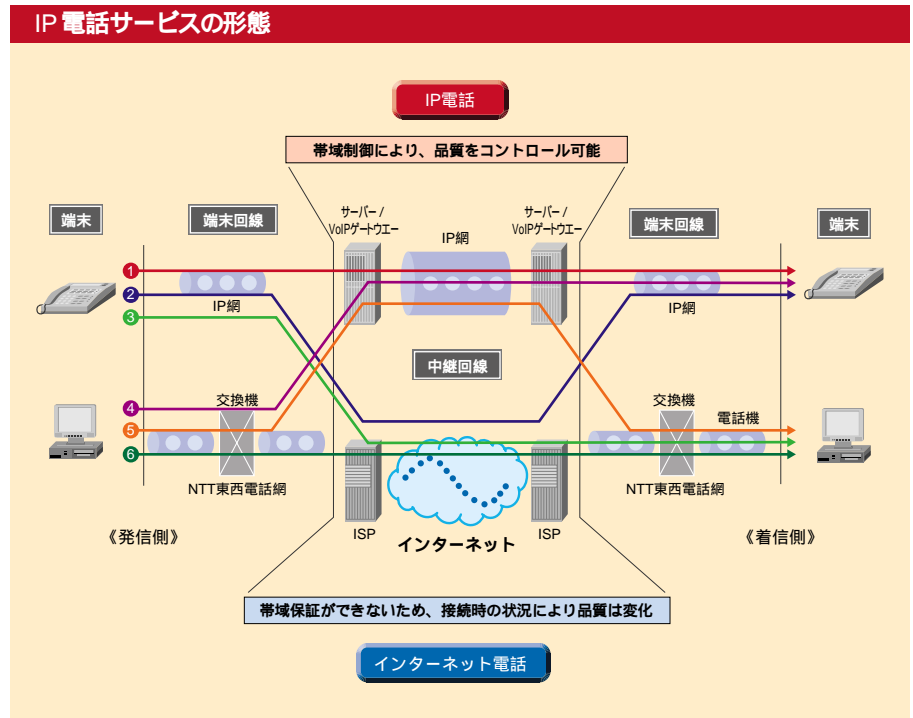 IP電話サービスの形態
IP電話
帯域制御により、品質をコントロール可能
端末
端末回線
サーバー /
VoIPゲートウエー
IP網
サーバー /
VoIPゲートウエー
端末回線
端末
1
2
IP網
IP網
3
中継回線
4
交換機
交換機
電話機
5
6
NTT東西電話網
NTT東西電話網
《発信側》
ISP
インターネット
ISP
《着信側》
帯域保証ができないため、接続時の状況により品質は変化
インターネット電話